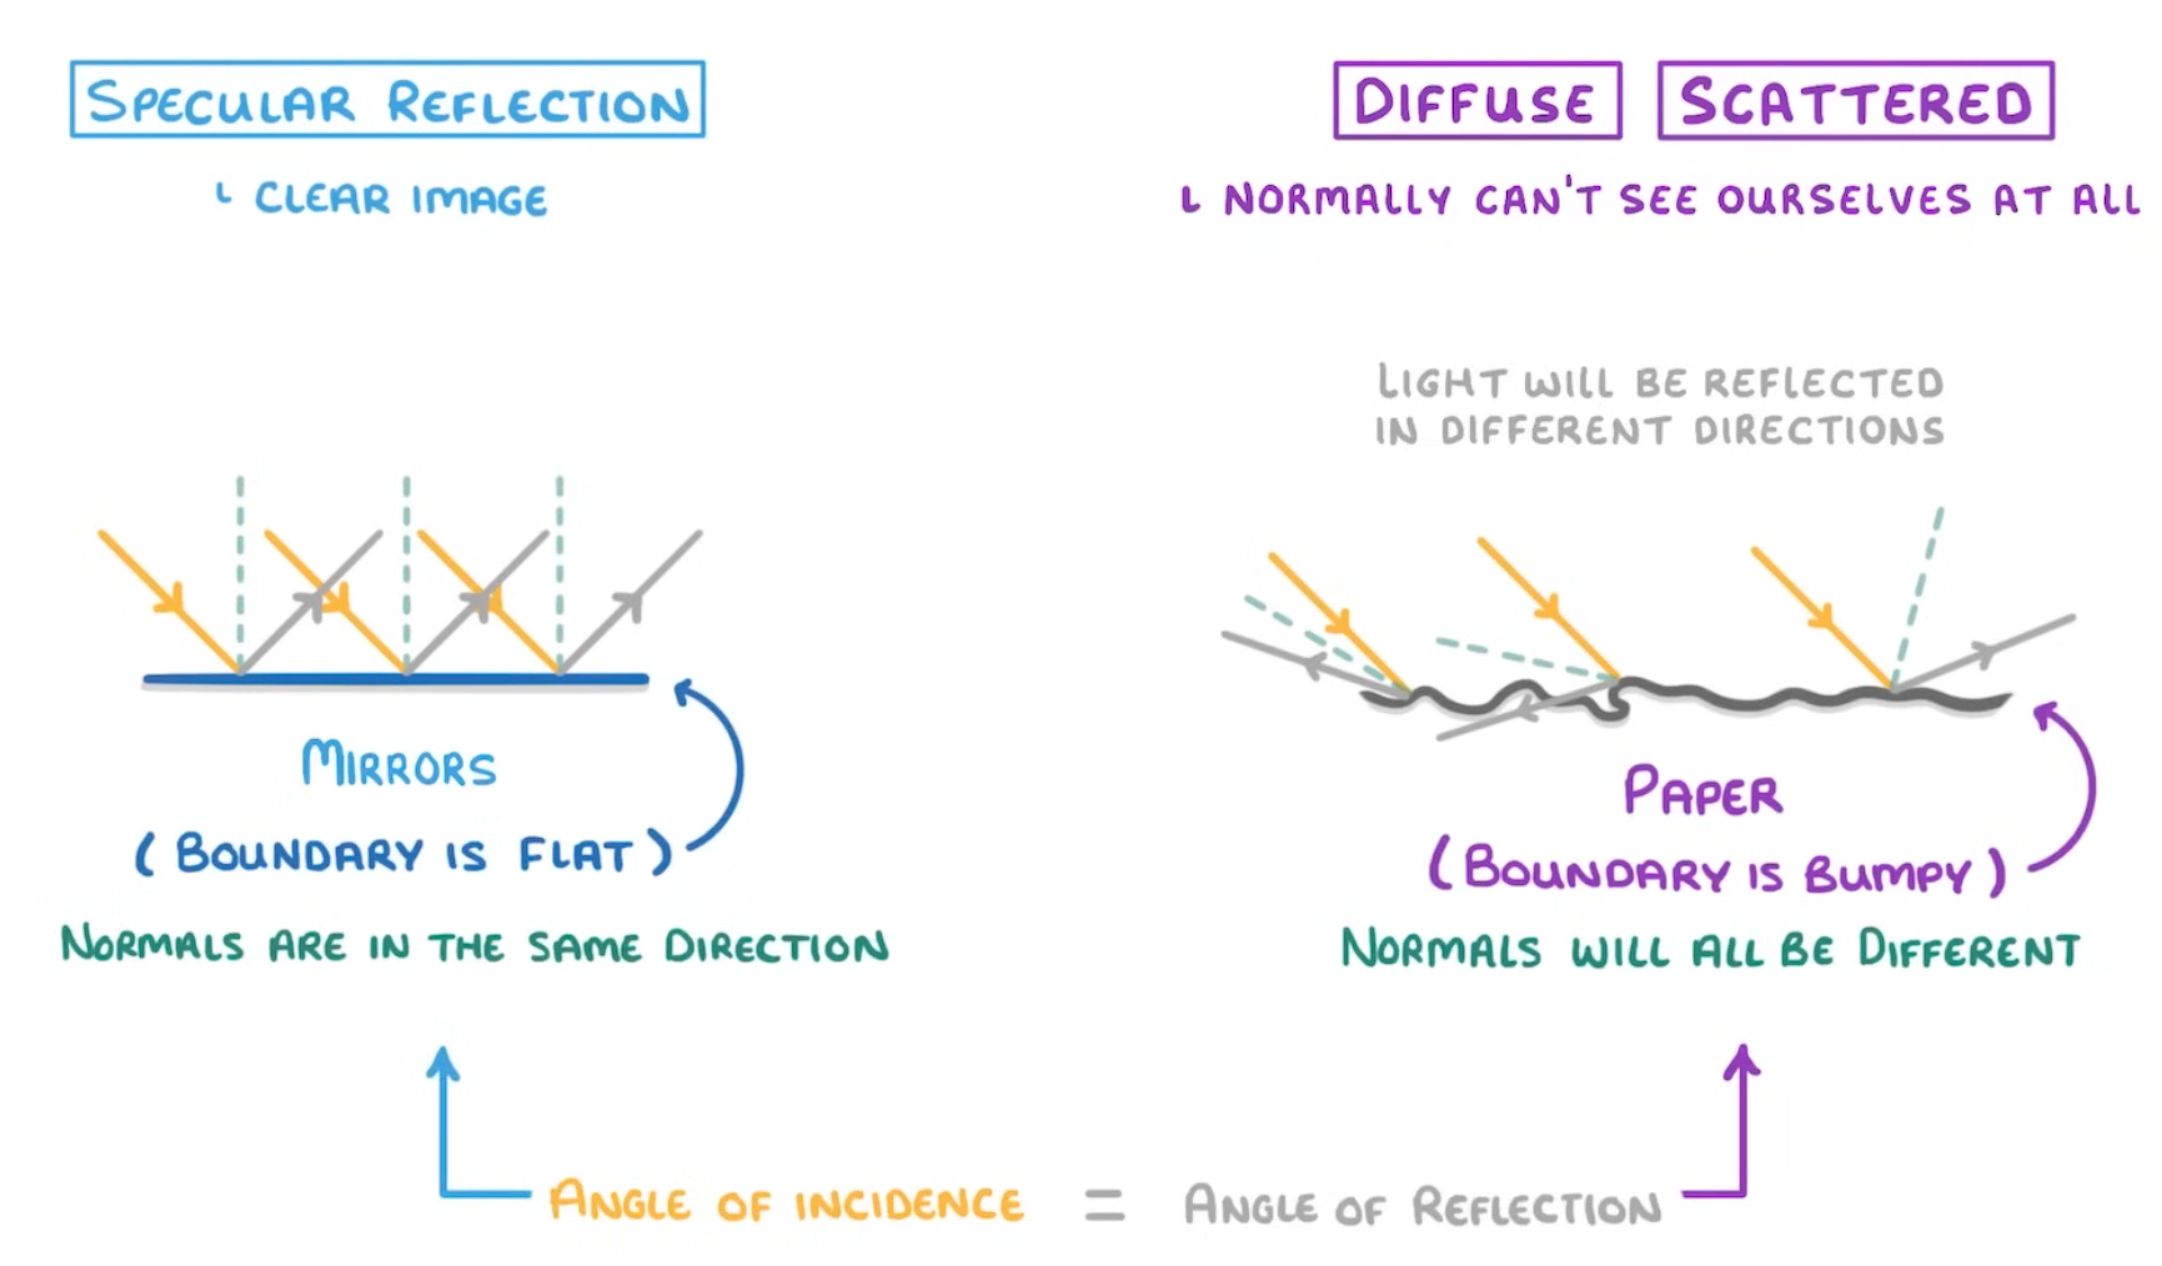 SPECULAR REFLECTION
CLEAR IMAGE
MIRRORS
(BOUNDARY IS FLAT)
NORMALS ARE IN THE SAME DIRECTION
DIFFUSE SCATTERED
NORMALLY CAN'T SEE OURSELVES AT ALL
LIGHT WILL BE REFLECTED
IN DIFFERENT DIRECTIONS
PAPER
(BOUNDARY IS BUMPY)
NORMALS WILL ALL BE DIFFERENT
ANGLE OF INCIDENCE = ANGLE OF REFLECTION